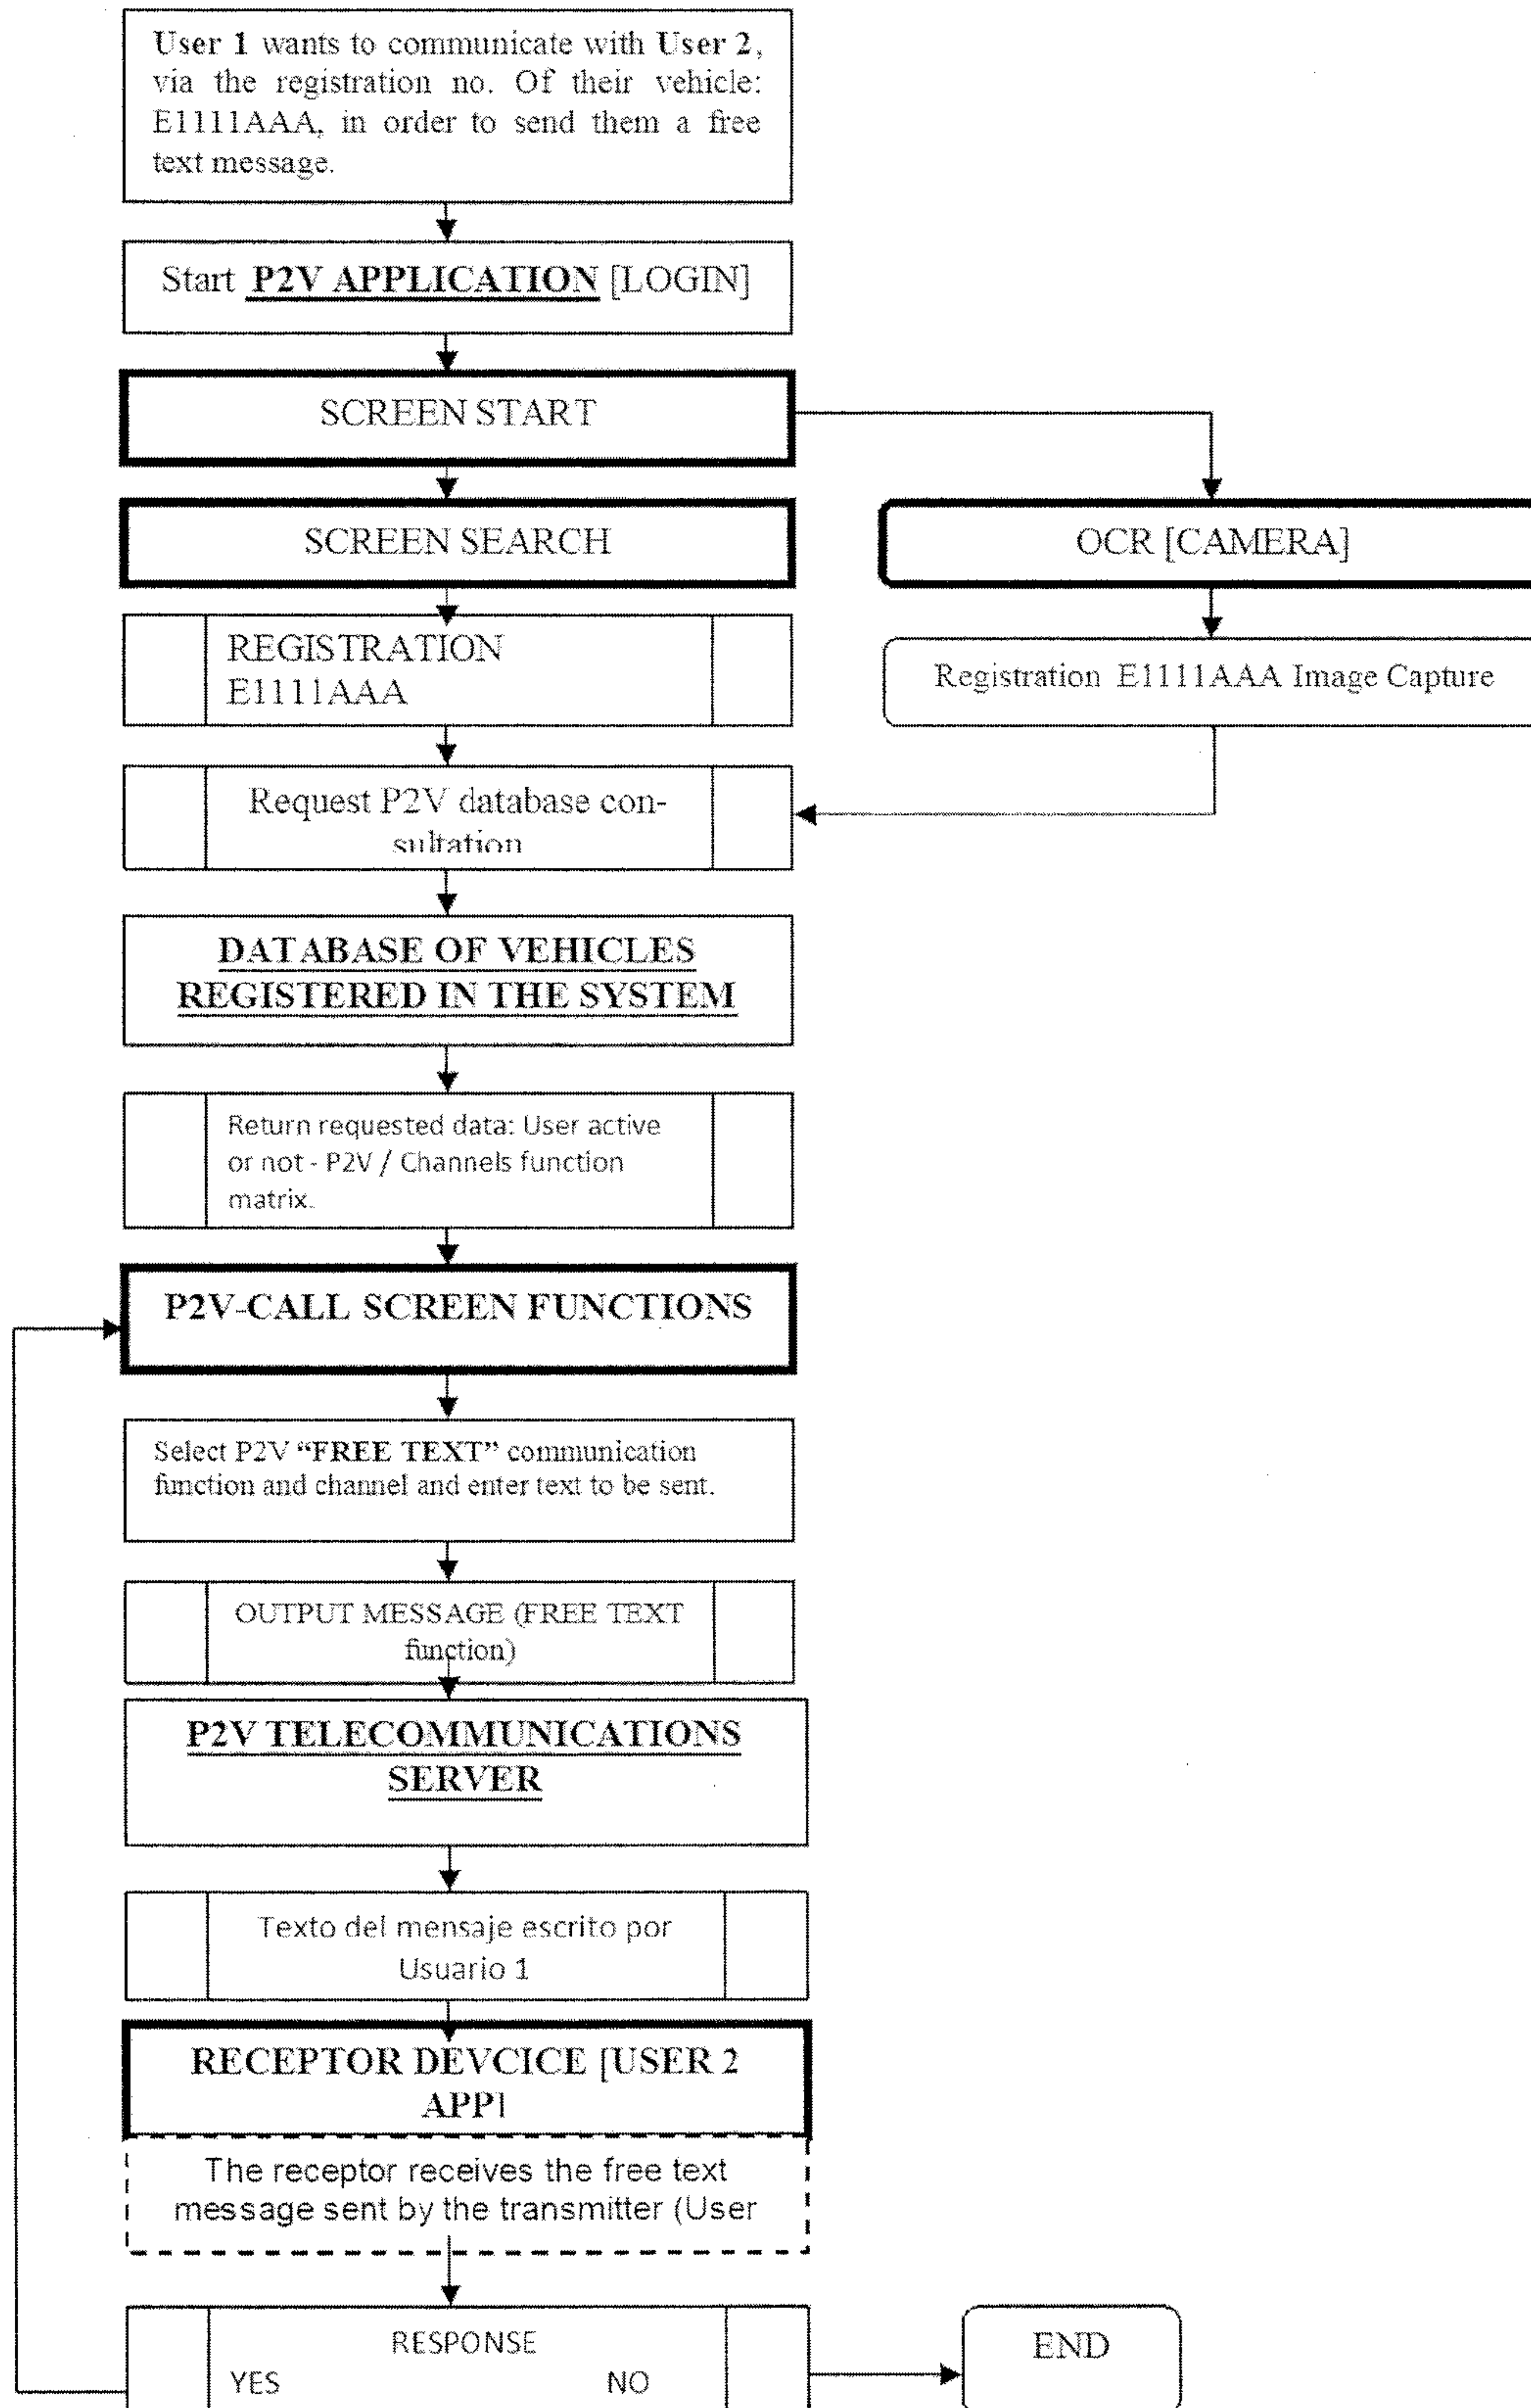 User 1 wants to communicate with User 2,
via the registration no. Of their vehicle:
E1111AAA, in order to send them a free
text message.
Start P2V APPLICATION [LOGIN]
SCREEN START
SCREEN SEARCH
OCR [CAMERA]
REGISTRATION
E1111AAA
Registration E1111AAA Image Capture
Request P2V database con-
sultation
DATABASE OF VEHICLES
REGISTERED IN THE SYSTEM
Return requested data: User active
or not - P2V / Channels function
matrix.
P2V-CALL SCREEN FUNCTIONS
Select P2V “FREE TEXT” communication
function and channel and enter text to be sent.
OUTPUT MESSAGE (FREE TEXT
function)
P2V TELECOMMUNICATIONS
SERVER
Texto del mensaje escrito por
Usuario 1
RECEPTOR DEVCICE [USER 2
APP]
The receptor receives the free text
message sent by the transmitter (User
RESPONSE
YES NO
END